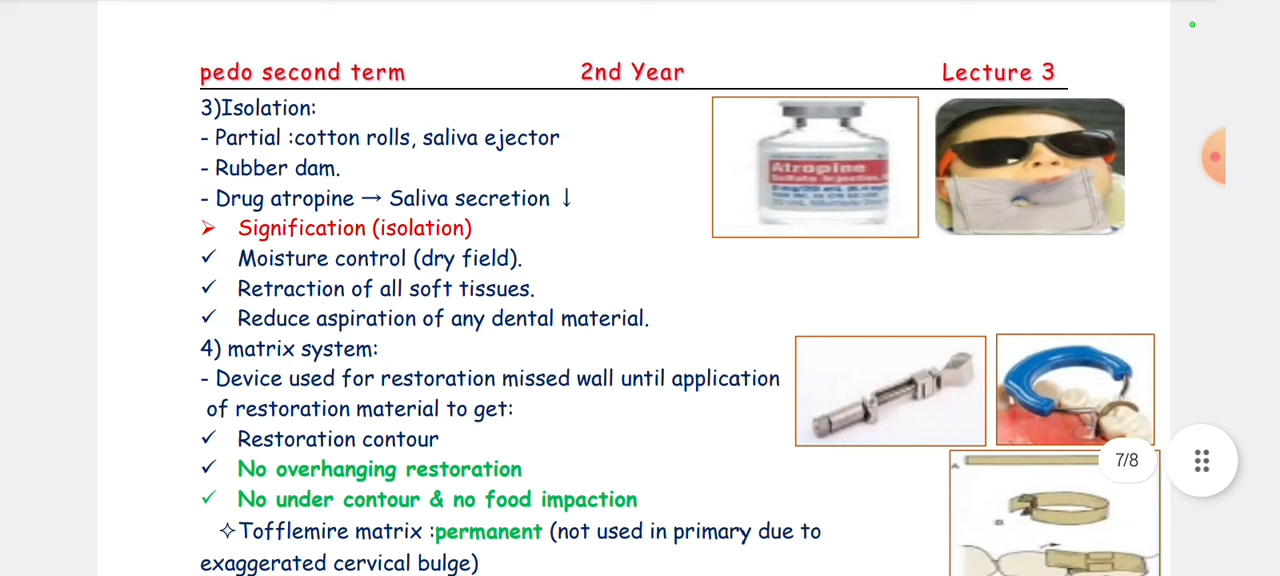 pedo second term 2nd Year Lecture 3
3)Isolation:
- Partial :cotton rolls, saliva ejector
- Rubber dam.
- Drug atropine → Saliva secretion ↓
➢ Signification (isolation)
✓ Moisture control (dry field).
✓ Retraction of all soft tissues.
✓ Reduce aspiration of any dental material.
4) matrix system:
- Device used for restoration missed wall until application
of restoration material to get:
✓ Restoration contour
✓ No overhanging restoration
✓ No under contour & no food impaction
✧Tofflemire matrix :permanent (not used in primary due to
exaggerated cervical bulge)
Atropine
Sulfate Injection,
7/8
A
B